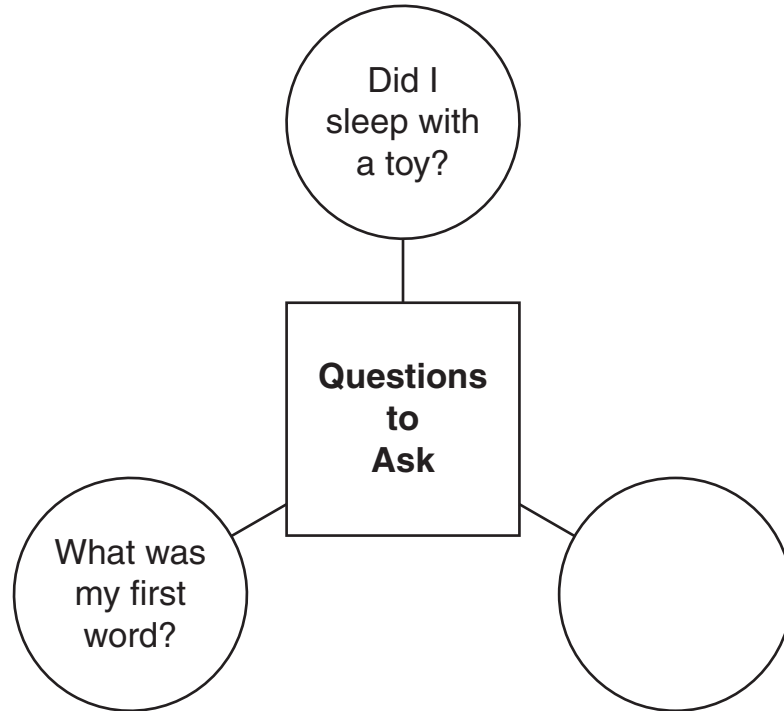 Did I
sleep with
a toy?
Questions
to
Ask
What was
my first
word?